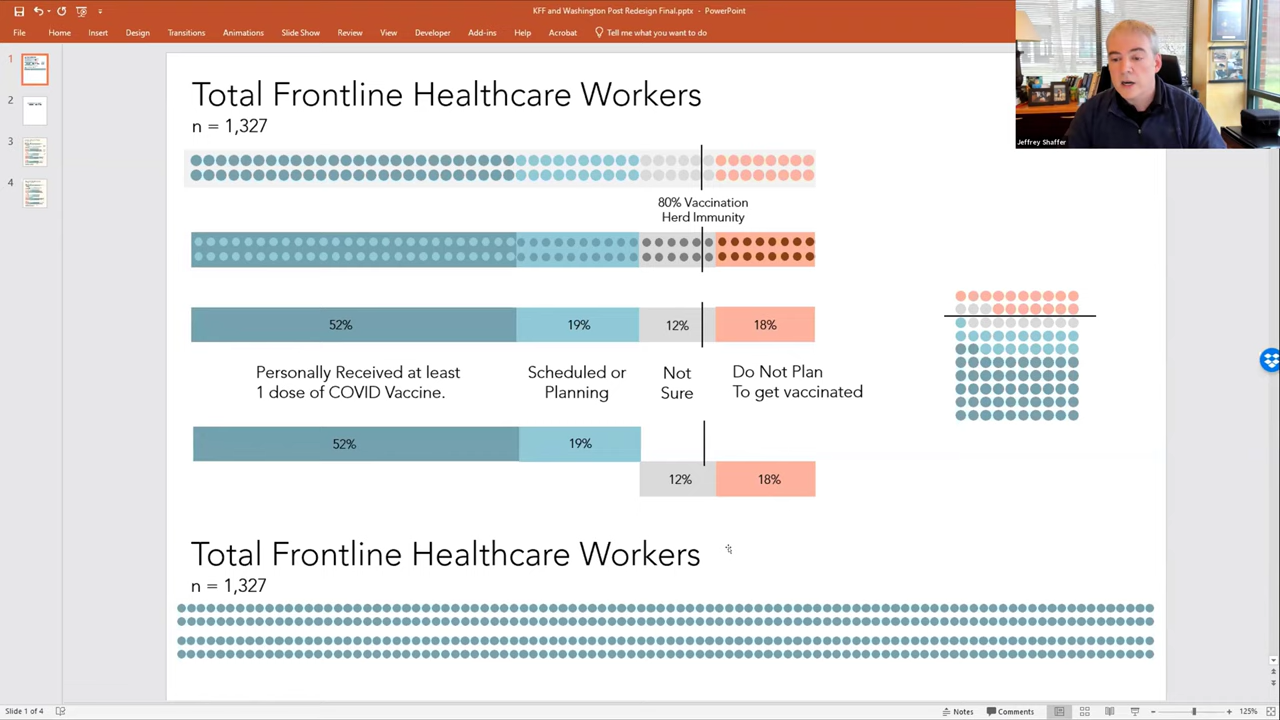 KFF and Washington Post Redesign Final.pptx - PowerPoint
File Home Insert Design Transitions Animations Slide Show Review View Developer Add-ins Help Acrobat Tell me what you want to do
Jeffrey Shaffer
1
2
3
4
Total Frontline Healthcare Workers
n = 1,327
80% Vaccination
Herd Immunity
52% 19% 12% 18%
Personally Received at least
1 dose of COVID Vaccine.
Scheduled or
Planning
Not
Sure
Do Not Plan
To get vaccinated
52% 19%
12% 18%
Total Frontline Healthcare Workers
n = 1,327
Slide 1 of 4 Notes Comments 125%